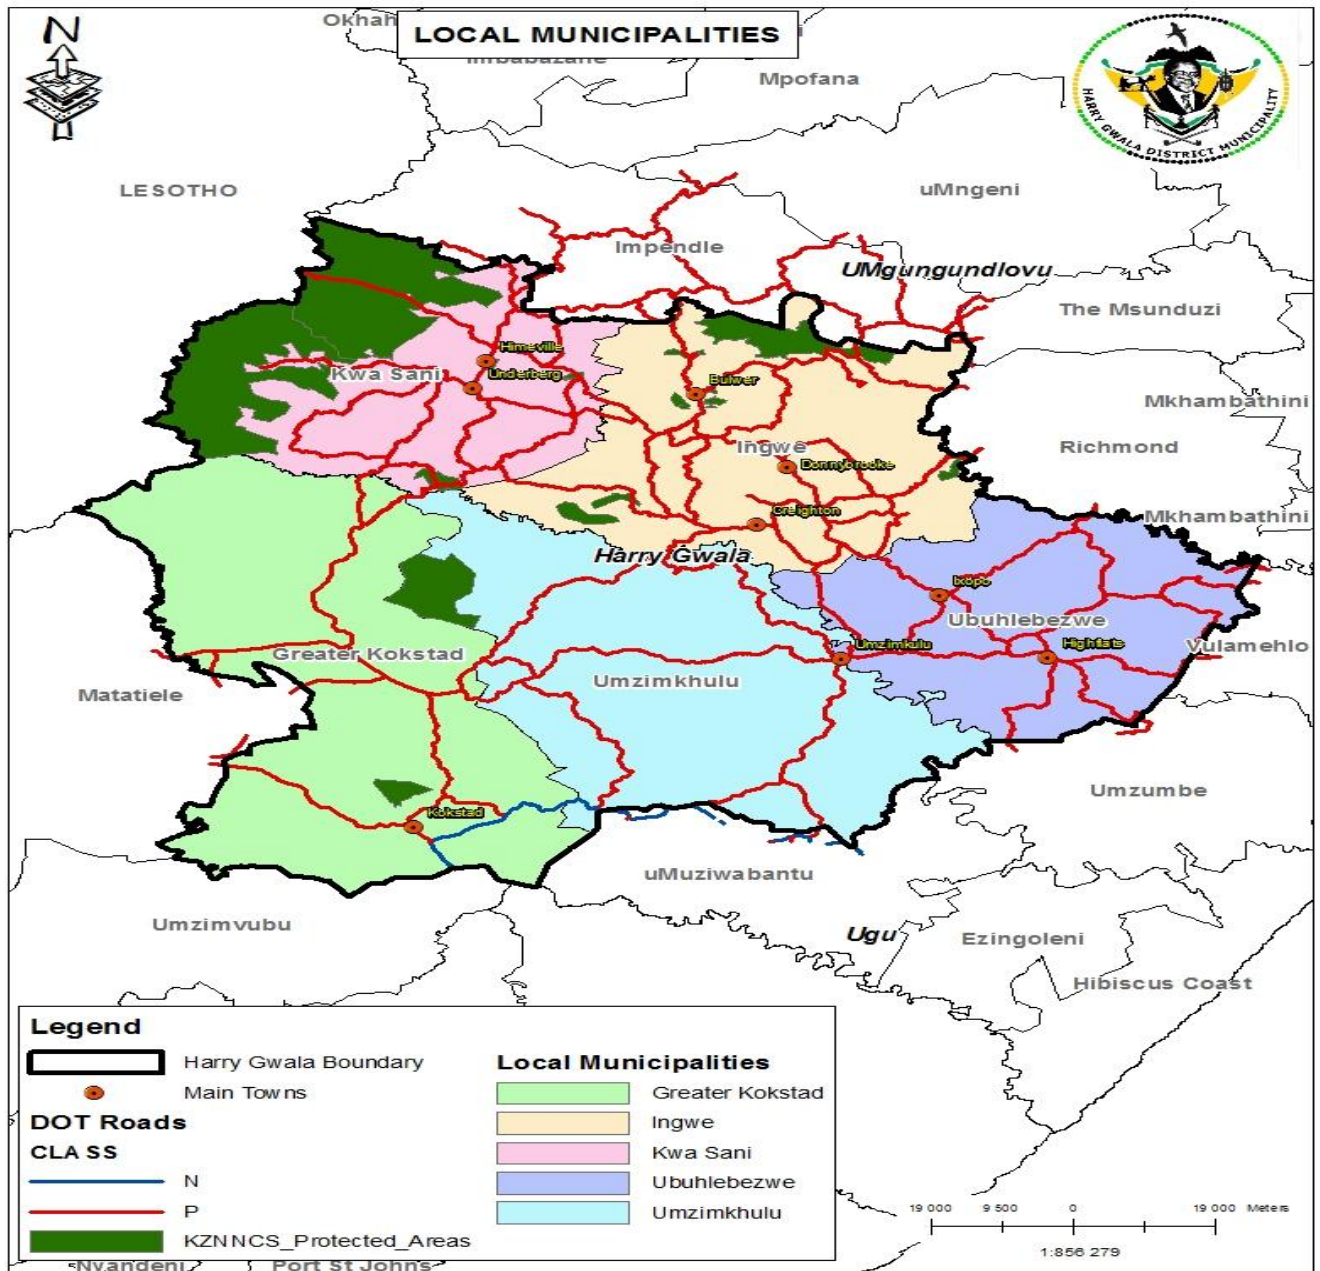 N
LOCAL MUNICIPALITIES
Mpofana
HARRY GWALA DISTRICT MUNICIPALITY
LESOTHO
uMngeni
Impendle
UMgungundlovu
The Msunduzi
Himeville
Kwa Sani
Underberg
Bulwer
Mkhambathini
Ingwe
Richmond
Donnybrooke
Creighton
Mkhambathini
Harry Gwala
Ixopo
Ubuhlebezwe
Greater Kokstad
Umzimkulu
Highflats
Vulamehlo
Umzimkhulu
Matatiele
Umzumbe
Kokstad
uMuziwabantu
Umzimvubu
Ugu
Ezingoleni
Hibiscus Coast
Legend
Harry Gwala Boundary
Main Towns
DOT Roads
CLASS
N
P
KZNNCS_Protected_Areas
Local Municipalities
Greater Kokstad
Ingwe
Kwa Sani
Ubuhlebezwe
Umzimkhulu
19 000 9 500 0 19 000 Meters
1:856 279
Nyandeni
Port St Johns